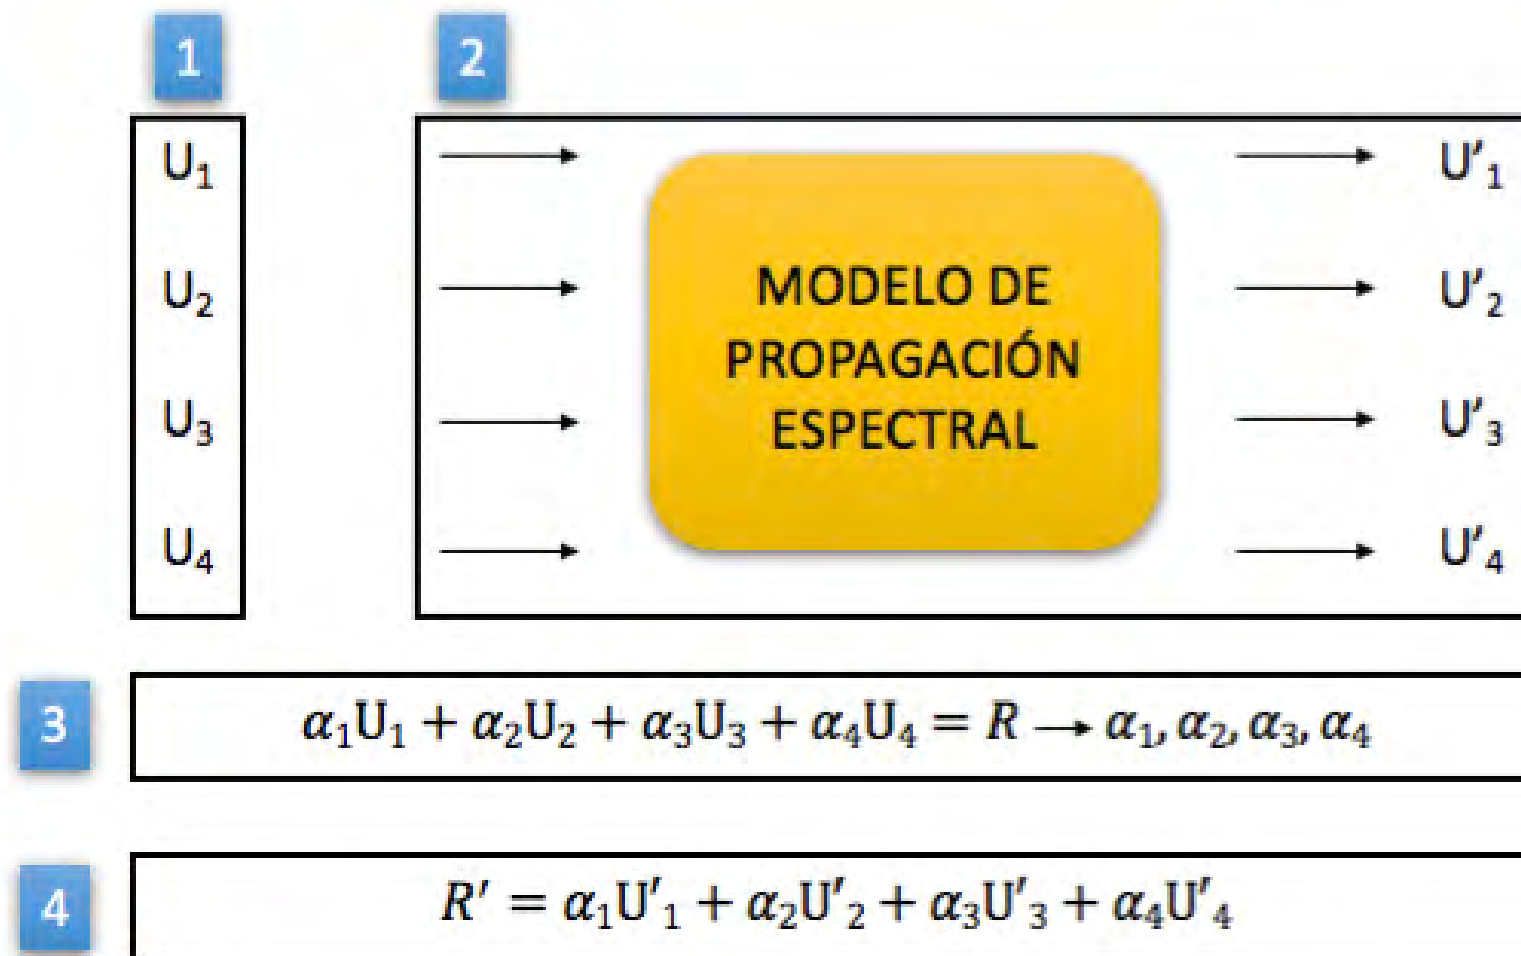 1
2
U₁
U₂
U₃
U₄
MODELO DE
PROPAGACIÓN
ESPECTRAL
U′₁
U′₂
U′₃
U′₄
3
α₁U₁ + α₂U₂ + α₃U₃ + α₄U₄ = R → α₁, α₂, α₃, α₄
4
R′ = α₁U′₁ + α₂U′₂ + α₃U′₃ + α₄U′₄